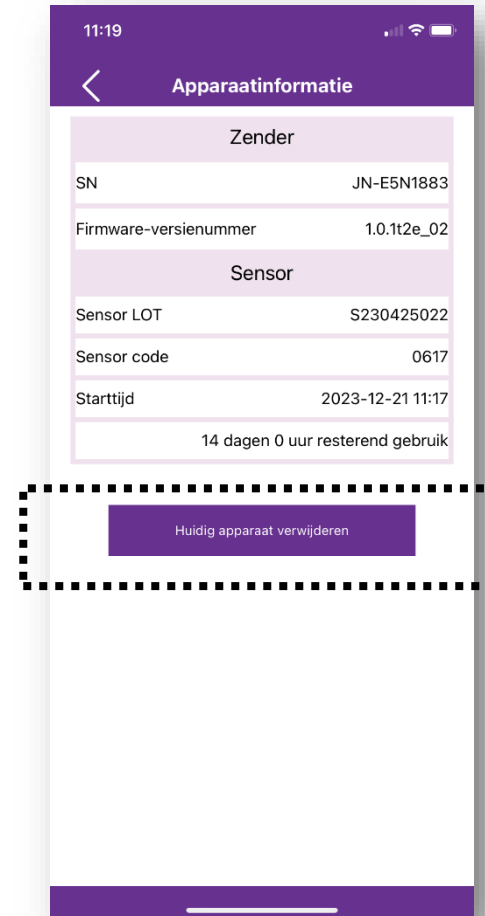 11:19
Apparaatinformatie
Zender
SN JN-E5N1883
Firmware-versienummer 1.0.1t2e_02
Sensor
Sensor LOT S230425022
Sensor code 0617
Starttijd 2023-12-21 11:17
14 dagen 0 uur resterend gebruik
Huidig apparaat verwijderen